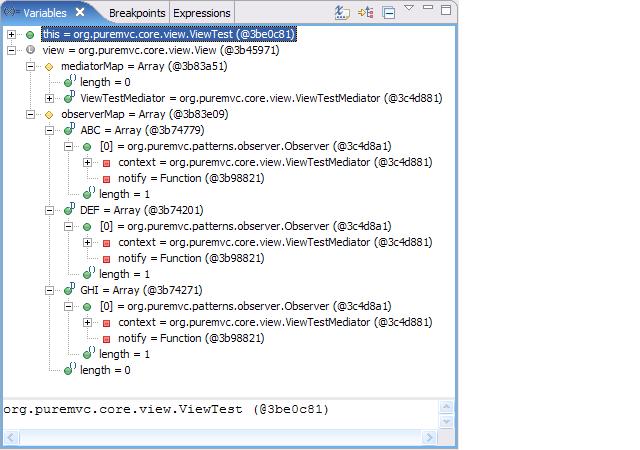 Variables
Breakpoints
Expressions
this = org.puremvc.core.view.ViewTest (@3be0c81)
view = org.puremvc.core.view.View (@3b45971)
mediatorMap = Array (@3b83a51)
length = 0
ViewTestMediator = org.puremvc.core.view.ViewTestMediator (@3c4d881)
observerMap = Array (@3b83e09)
ABC = Array (@3b74779)
[0] = org.puremvc.patterns.observer.Observer (@3c4d8a1)
context = org.puremvc.core.view.ViewTestMediator (@3c4d881)
notify = Function (@3b98821)
length = 1
DEF = Array (@3b74201)
[0] = org.puremvc.patterns.observer.Observer (@3c4d8a1)
context = org.puremvc.core.view.ViewTestMediator (@3c4d881)
notify = Function (@3b98821)
length = 1
GHI = Array (@3b74271)
[0] = org.puremvc.patterns.observer.Observer (@3c4d8a1)
context = org.puremvc.core.view.ViewTestMediator (@3c4d881)
notify = Function (@3b98821)
length = 1
length = 0
org.puremvc.core.view.ViewTest (@3be0c81)